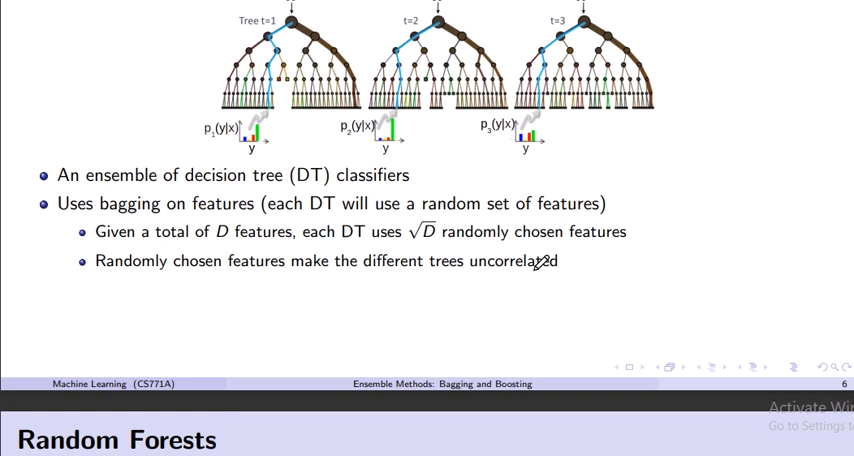 Tree t=1 t=2 t=3
p1(y|x) p2(y|x) p3(y|x)
y y y
An ensemble of decision tree (DT) classifiers
Uses bagging on features (each DT will use a random set of features)
Given a total of D features, each DT uses √D randomly chosen features
Randomly chosen features make the different trees uncorrelated
Machine Learning (CS771A) Ensemble Methods: Bagging and Boosting 6
Activate Win
Go to Settings t
Random Forests